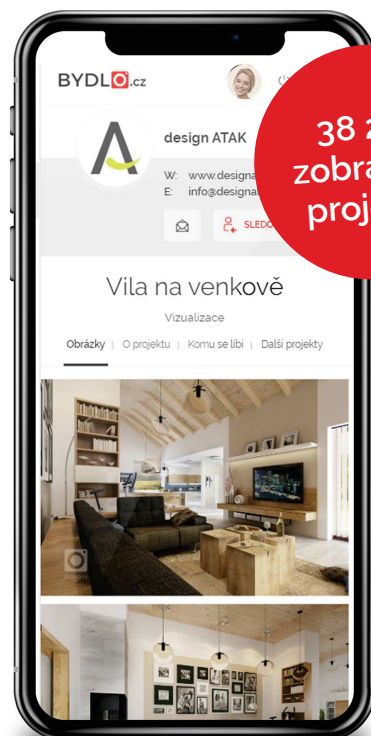 BYDLO.cz
design ATAK
W: www.designa
E: info@designa
SLEDO
38 2
zobra
proj
Vila na venkově
Vizualizace
Obrázky | O projektu | Komu se líbí | Další projekty